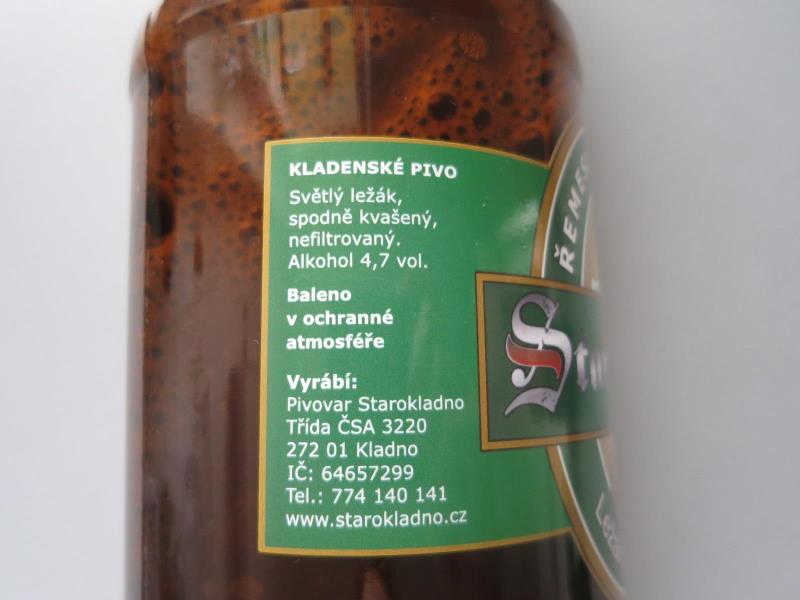 KLADENSKÉ PIVO
Světlý ležák,
spodně kvašený,
nefiltrovaný.
Alkohol 4,7 vol.
Baleno
v ochranné
atmosféře
Vyrábí:
Pivovar Starokladno
Třída ČSA 3220
272 01 Kladno
IČ: 64657299
Tel.: 774 140 141
www.starokladno.cz